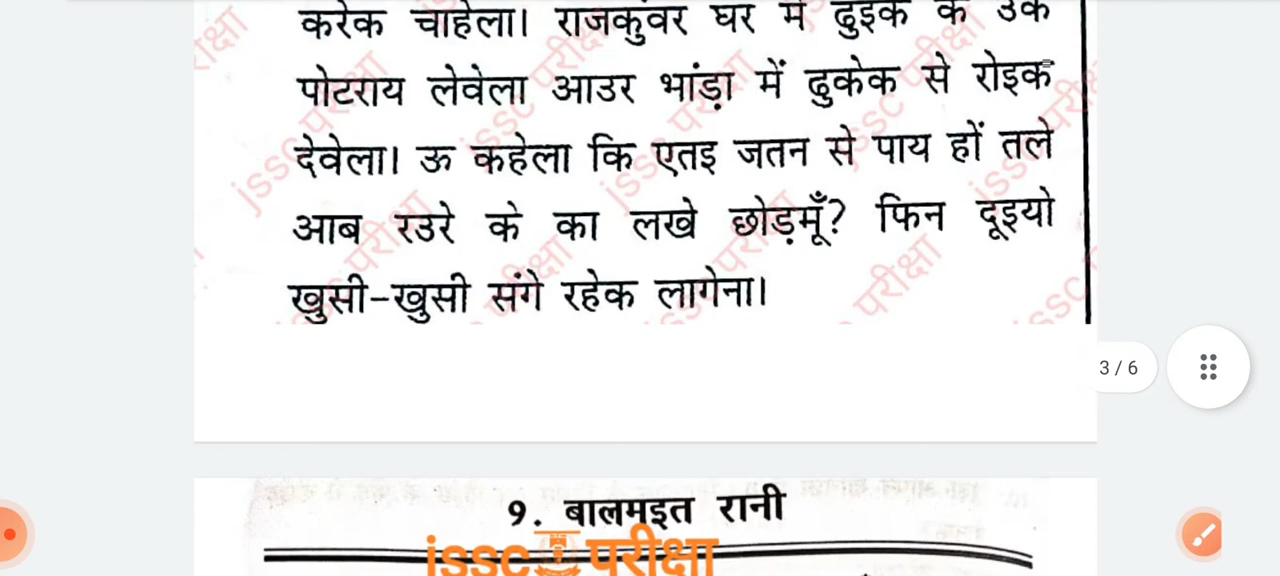 करेक चाहेला। राजकुंवर घर में ढुइक के उके
पोटराय लेवेला आउर भांड़ा में ढुकेक से रोइक
देवेला। ऊ कहेला कि एतइ जतन से पाय हों तले
आब रउरे के का लखे छोड़मूँ? फिन दूइयो
खुसी-खुसी संगे रहेक लागेना।
3 / 6
9. बालमइत रानी
jssc परीक्षा